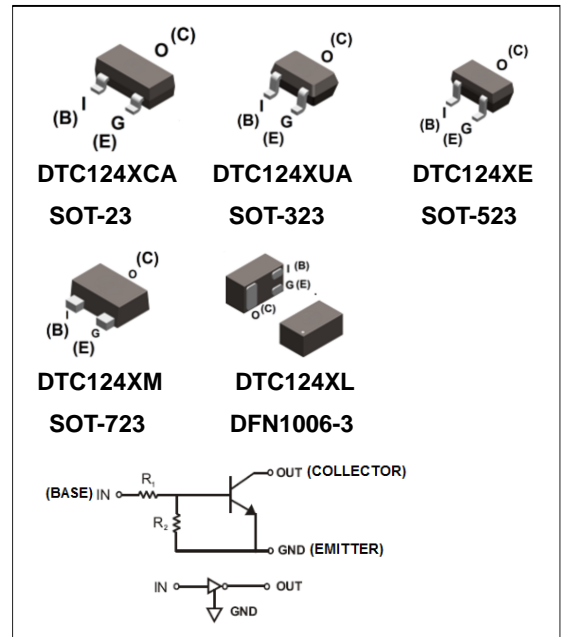 O (C)
I
(B)
G
(E)
DTC124XCA
SOT-23
O (C)
I
(B)
G
(E)
DTC124XUA
SOT-323
O (C)
I
(B)
G
(E)
DTC124XE
SOT-523
(C)
O
I
(B)
G
(E)
DTC124XM
SOT-723
I (B)
G (E)
O (C)
DTC124XL
DFN1006-3
R1
OUT (COLLECTOR)
(BASE) IN
R2
GND (EMITTER)
IN
OUT
GND